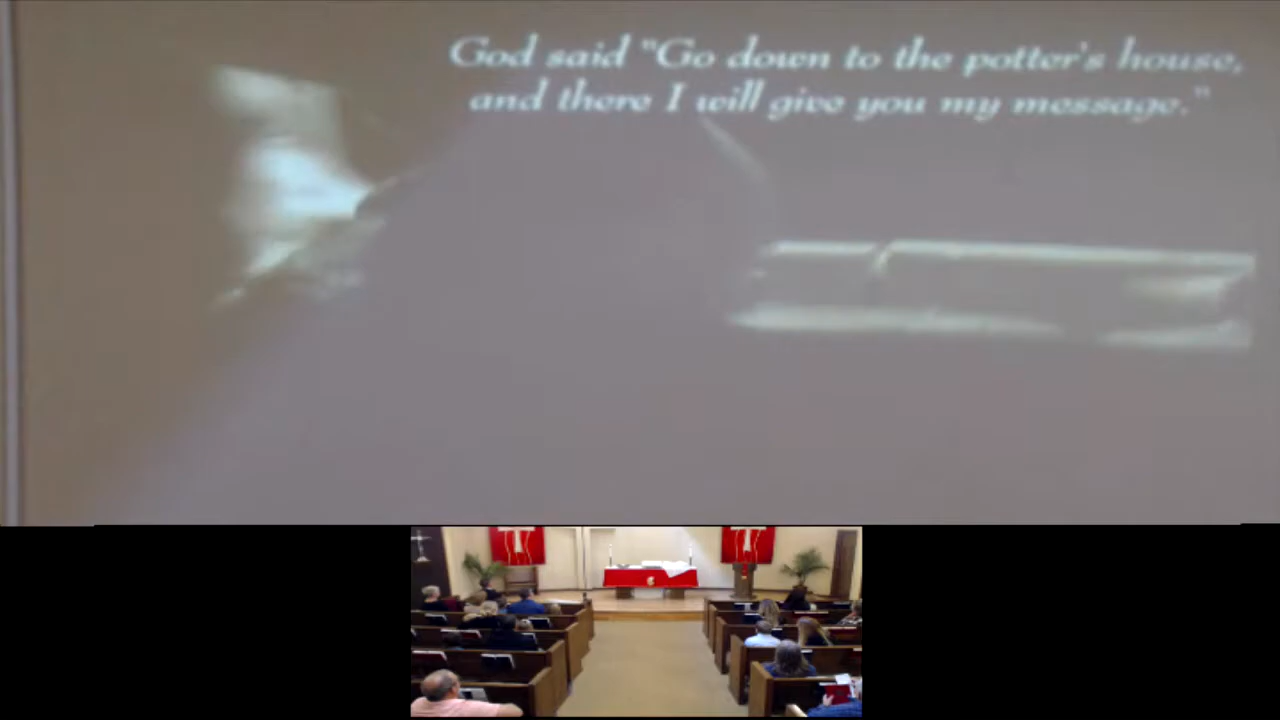 God said "Go down to the potter's house,
and there I will give you my message."